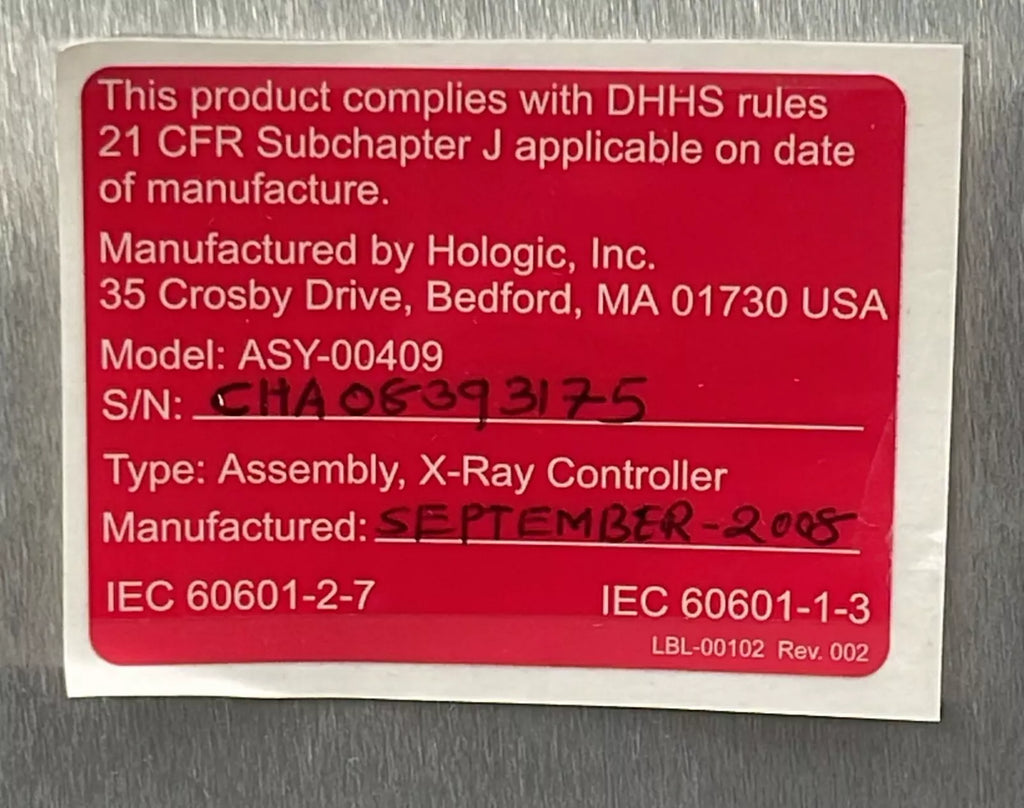 This product complies with DHHS rules
21 CFR Subchapter J applicable on date
of manufacture.
Manufactured by Hologic, Inc.
35 Crosby Drive, Bedford, MA 01730 USA
Model: ASY-00409
S/N: CHA08393175
Type: Assembly, X-Ray Controller
Manufactured: SEPTEMBER-2008
IEC 60601-2-7 IEC 60601-1-3
LBL-00102 Rev. 002